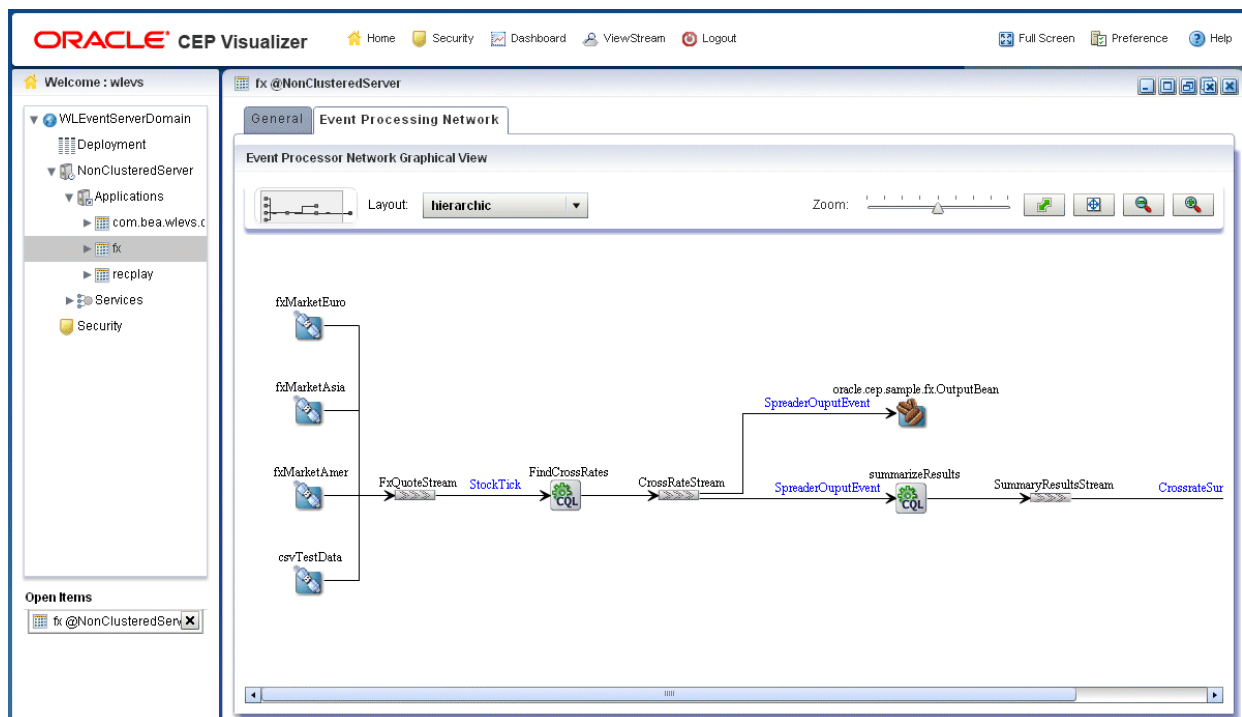 ORACLE CEP Visualizer
Home
Security
Dashboard
ViewStream
Logout
Full Screen
Preference
Help
Welcome : wlevs
WLEventServerDomain
Deployment
NonClusteredServer
Applications
com.bea.wlevs.c
fx
recplay
Services
Security
Open Items
fx @NonClusteredServ
fx @NonClusteredServer
General
Event Processing Network
Event Processor Network Graphical View
Layout:
hierarchic
Zoom:
fxMarketEuro
fxMarketAsia
oracle.cep.sample.fx.OutputBean
SpreaderOuputEvent
fxMarketAmer
FxQuoteStream
StockTick
FindCrossRates
CQL
CrossRateStream
SpreaderOuputEvent
summarizeResults
CQL
SummaryResultsStream
CrossrateSur
csvTestData